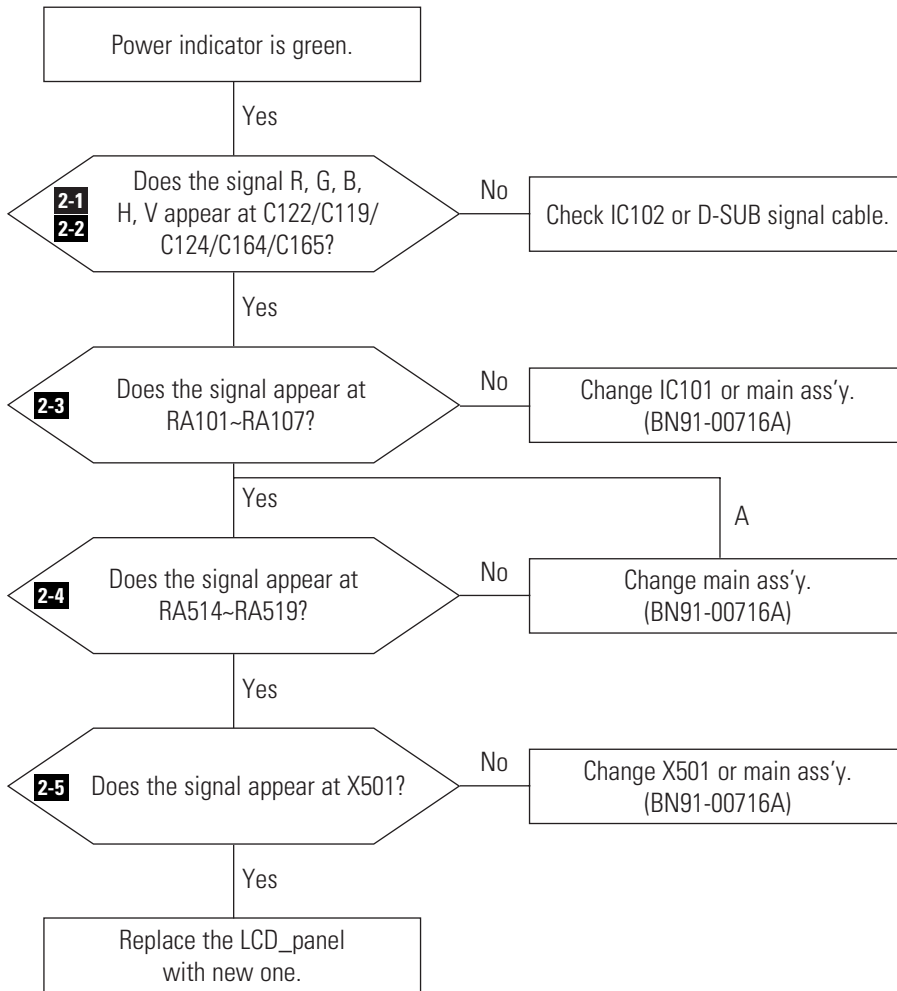 Power indicator is green.
Yes
2-1
2-2
Does the signal R, G, B,
H, V appear at C122/C119/
C124/C164/C165?
No
Check IC102 or D-SUB signal cable.
Yes
2-3
Does the signal appear at
RA101~RA107?
No
Change IC101 or main ass'y.
(BN91-00716A)
Yes
A
2-4
Does the signal appear at
RA514~RA519?
No
Change main ass'y.
(BN91-00716A)
Yes
2-5
Does the signal appear at X501?
No
Change X501 or main ass'y.
(BN91-00716A)
Yes
Replace the LCD_panel
with new one.